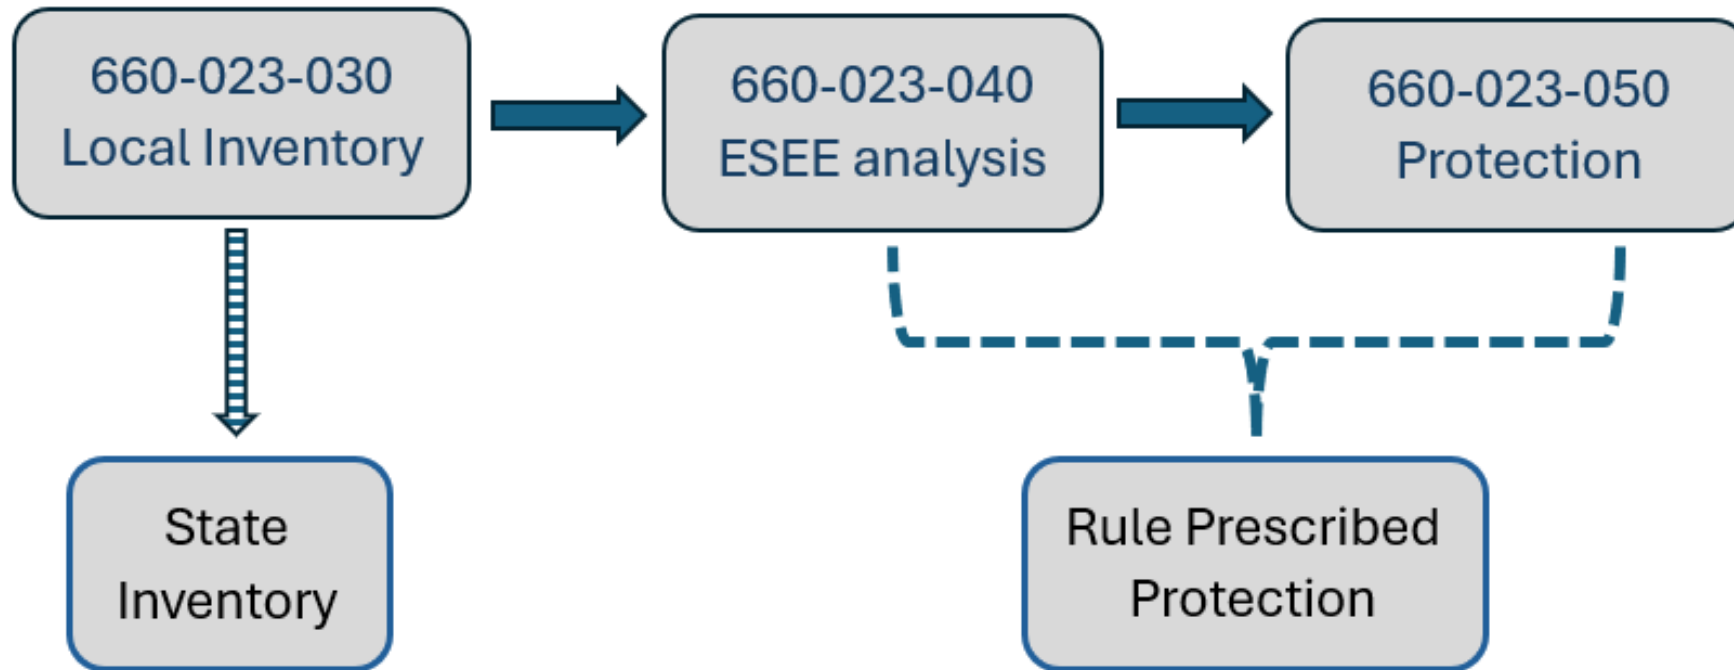 660-023-030
Local Inventory
660-023-040
ESEE analysis
660-023-050
Protection
State
Inventory
Rule Prescribed
Protection